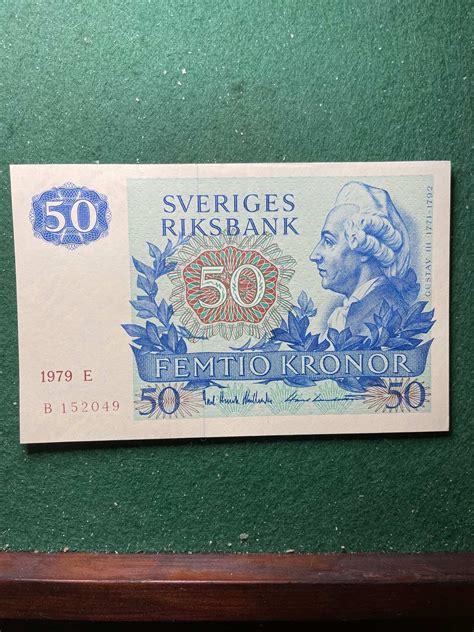 50
SVERIGES
RIKSBANK
50
GUSTAV III 1771-1792
FEMTIO KRONOR
1979 E
B 152049
50
50